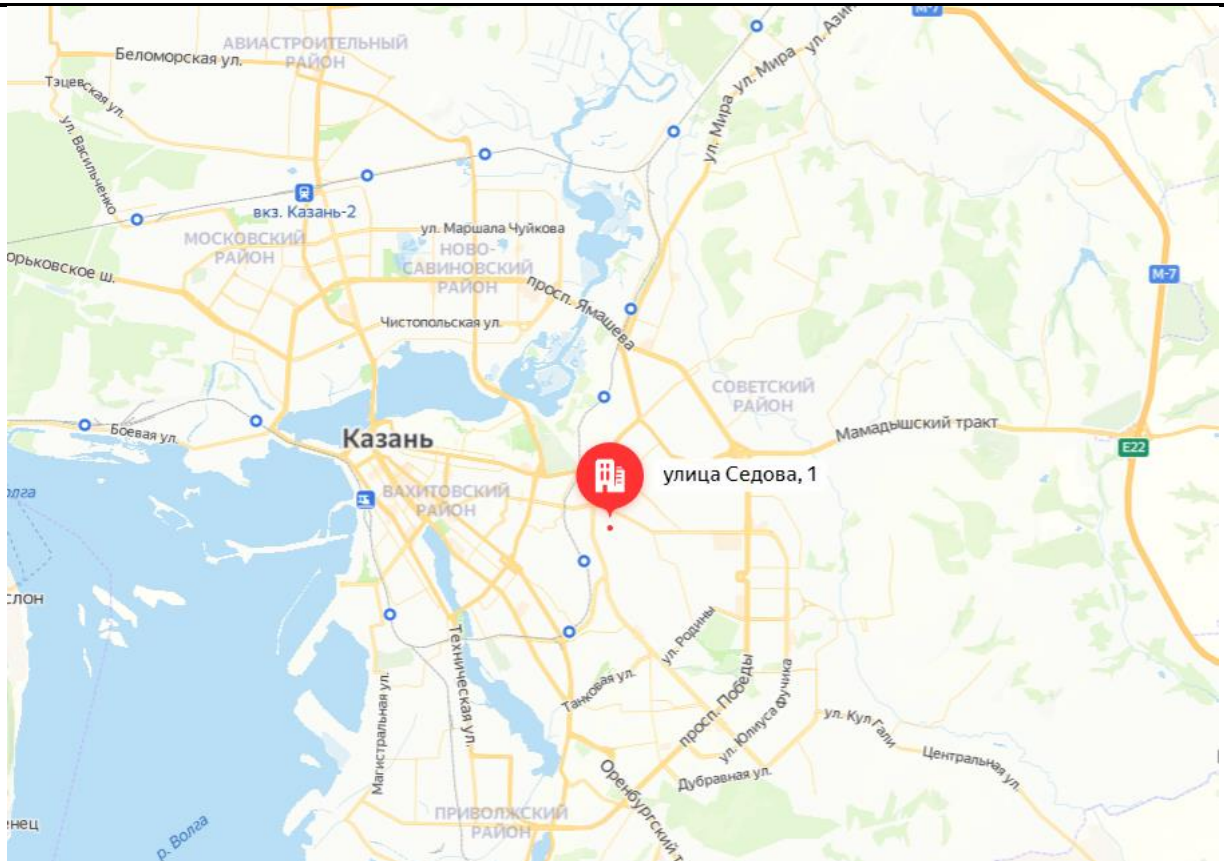 М-7
ул. Азин
АВИАСТРОИТЕЛЬНЫЙ
РАЙОН
Беломорская ул.
ул. Мира
Тэцевская ул.
ул. Васильченко
ул. Мира
вкз. Казань-2
ул. Маршала Чуйкова
МОСКОВСКИЙ
РАЙОН
НОВО-
САВИНОВСКИЙ
РАЙОН
орьковское ш.
М-7
просп. Ямашева
Чистопольская ул.
СОВЕТСКИЙ
РАЙОН
Боевая ул.
Казань
Мамадышский тракт
Е22
улица Седова, 1
олга
ВАХИТОВСКИЙ
РАЙОН
слон
ул. Родины
Техническая ул.
Танковая ул.
просп. Победы
ул. Юлиуса Фучика
Магистральная ул.
ул. Кул Гали
Центральная ул.
Дубравная ул.
Оренбургский т
ПРИВОЛЖСКИЙ
РАЙОН
енец
р. Волга